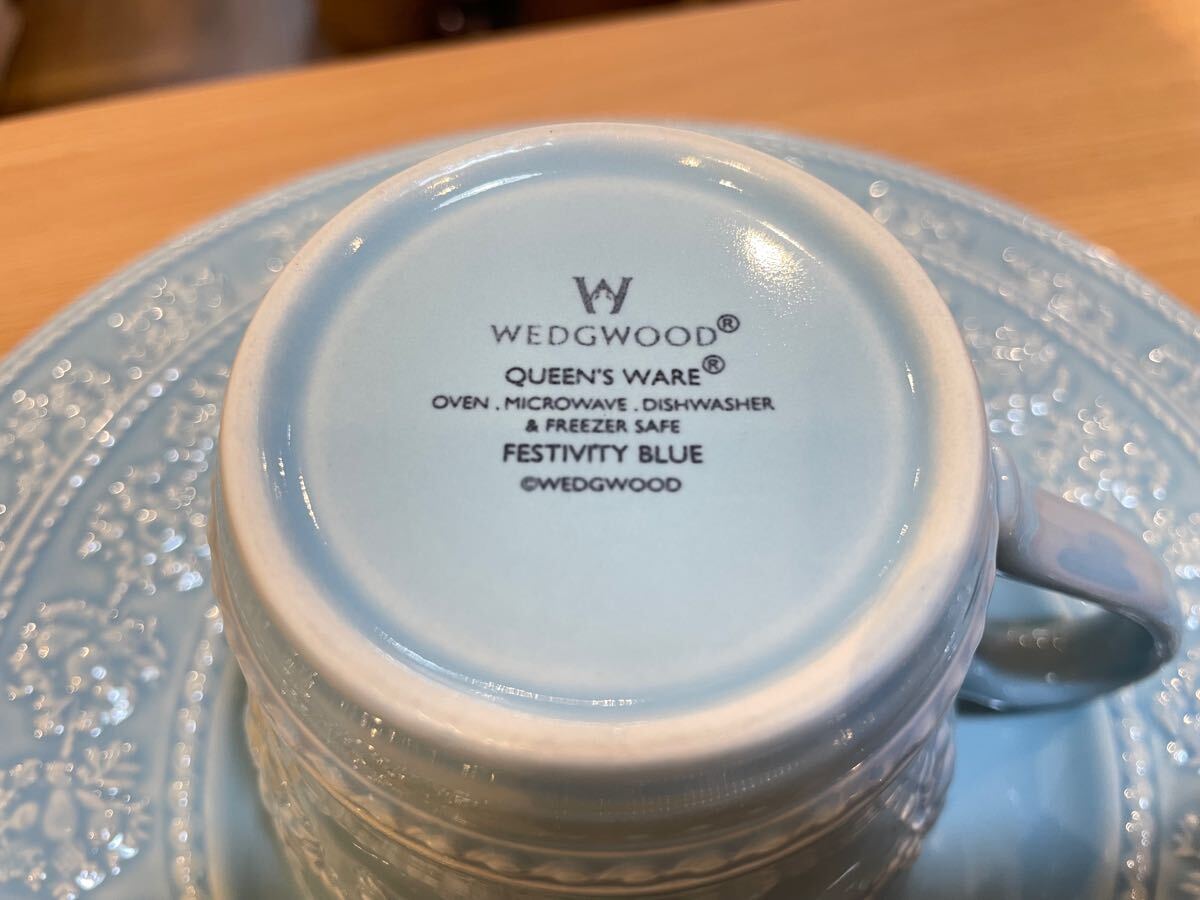 W
WEDGWOOD®
QUEEN'S WARE®
OVEN . MICROWAVE . DISHWASHER
& FREEZER SAFE
FESTIVITY BLUE
©WEDGWOOD